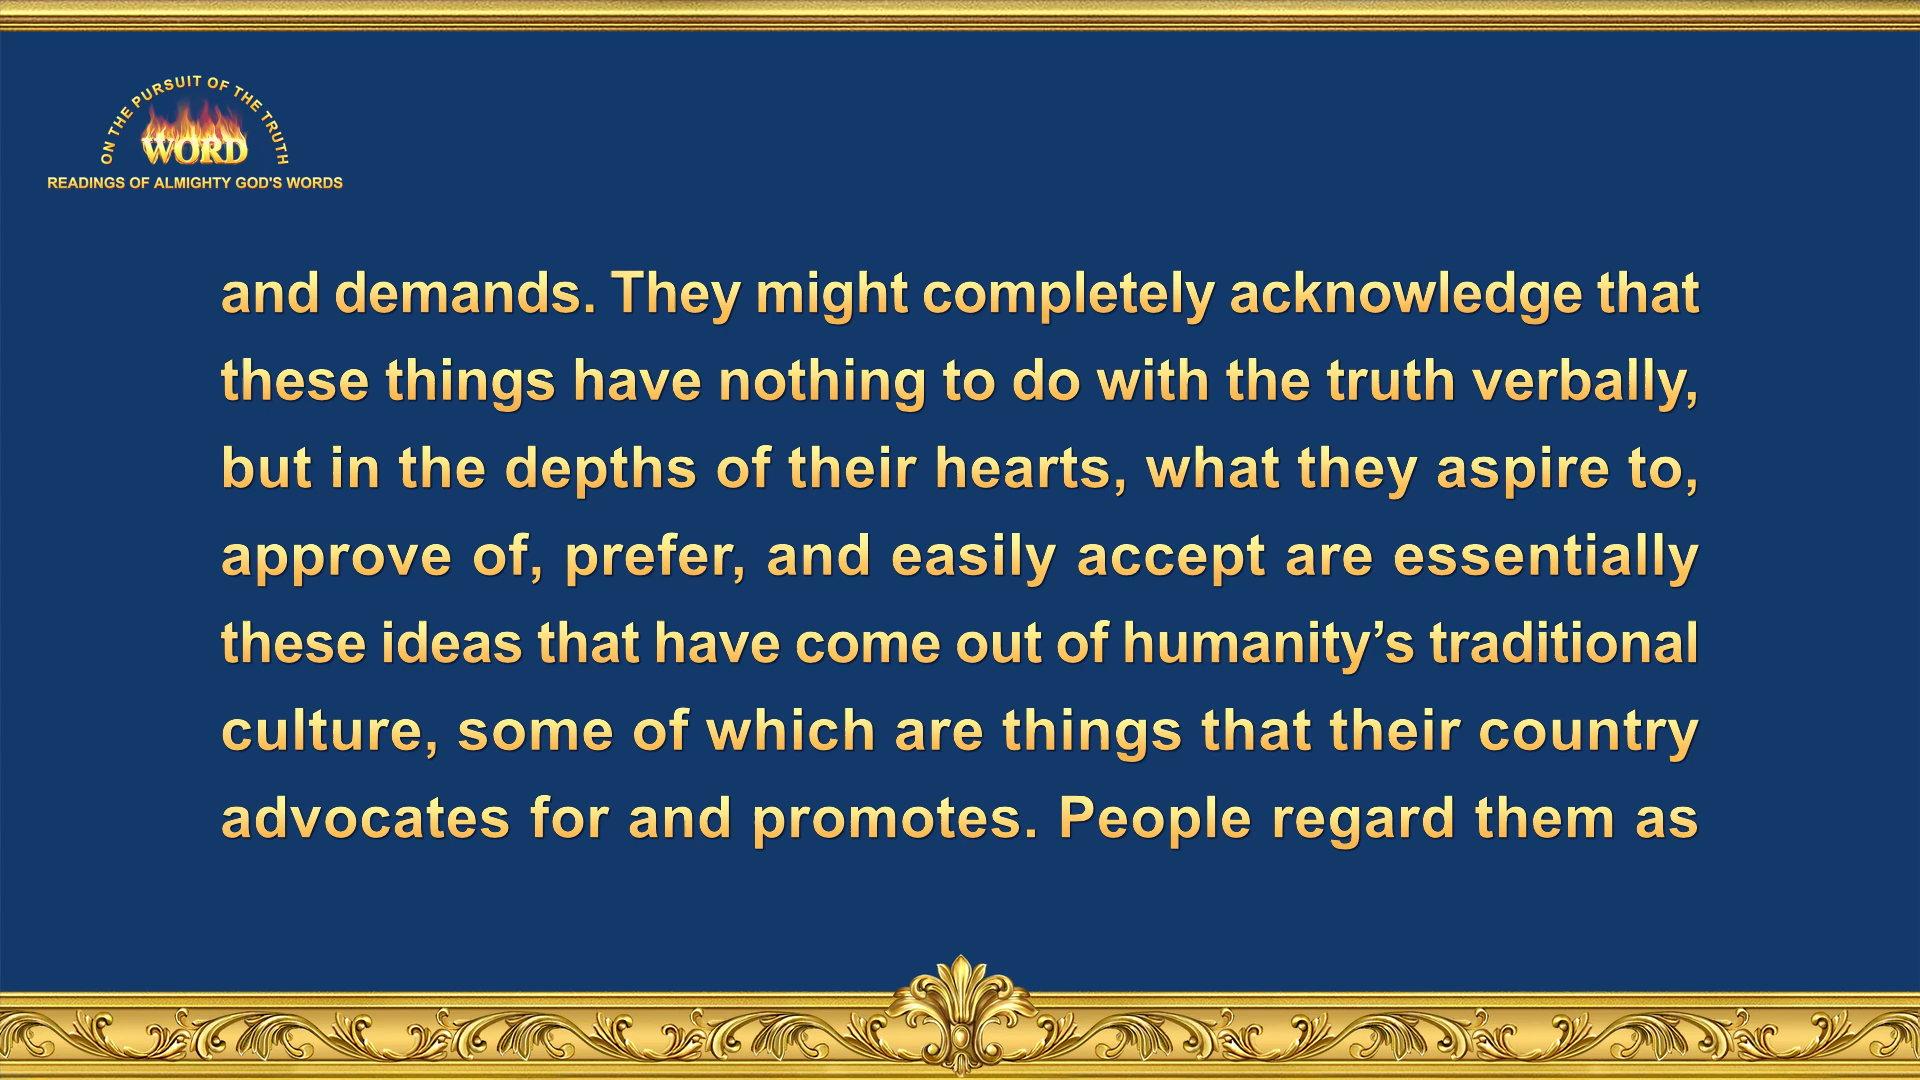 ON THE PURSUIT OF THE TRUTH
WORD
READINGS OF ALMIGHTY GOD'S WORDS
and demands. They might completely acknowledge that
these things have nothing to do with the truth verbally,
but in the depths of their hearts, what they aspire to,
approve of, prefer, and easily accept are essentially
these ideas that have come out of humanity’s traditional
culture, some of which are things that their country
advocates for and promotes. People regard them as